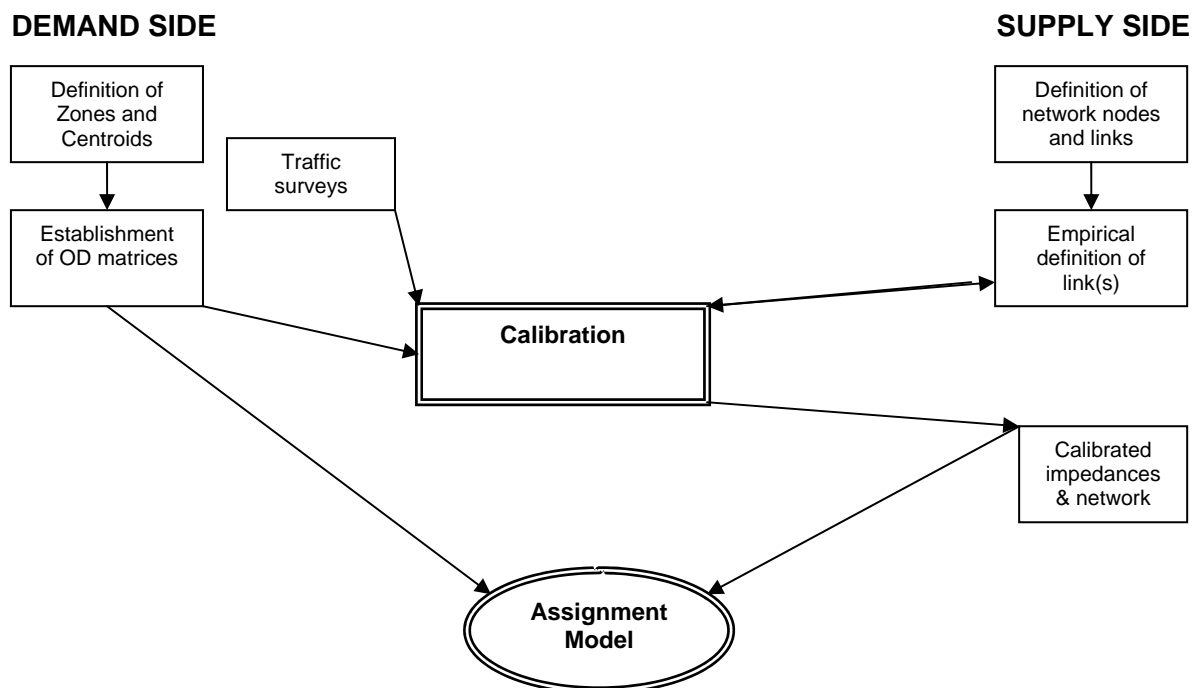 DEMAND SIDE
SUPPLY SIDE
Definition of
Zones and
Centroids
Definition of
network nodes
and links
Traffic
surveys
Establishment
of OD matrices
Empirical
definition of
link(s)
Calibration
Calibrated
impedances
& network
Assignment
Model